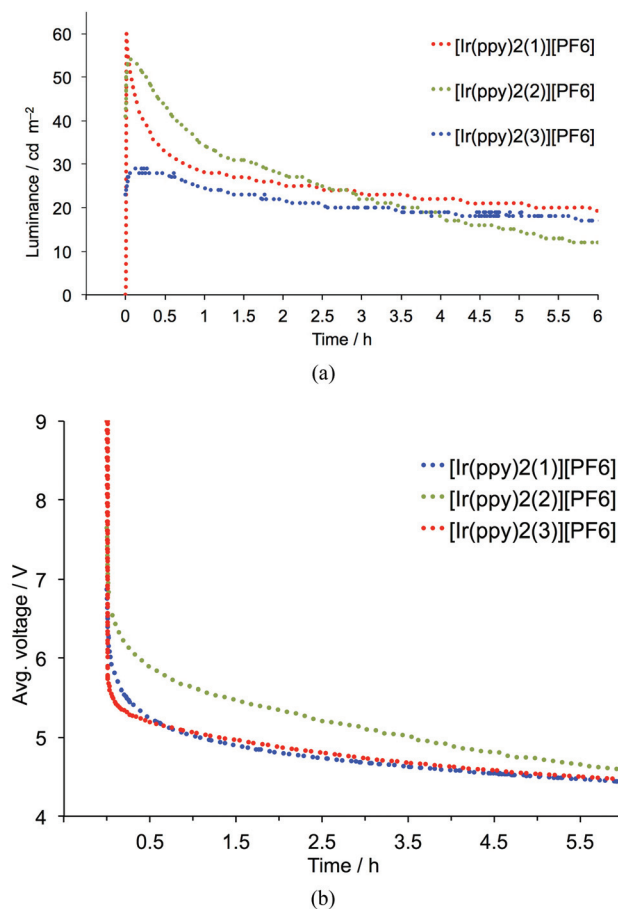 60
50
40
30
20
10
0
Luminance / cd m⁻²
[Ir(ppy)2(1)][PF6]
[Ir(ppy)2(2)][PF6]
[Ir(ppy)2(3)][PF6]
0 0.5 1 1.5 2 2.5 3 3.5 4 4.5 5 5.5 6
Time / h
(a)
9
8
7
6
5
4
Avg. voltage / V
[Ir(ppy)2(1)][PF6]
[Ir(ppy)2(2)][PF6]
[Ir(ppy)2(3)][PF6]
0.5 1.5 2.5 3.5 4.5 5.5
Time / h
(b)